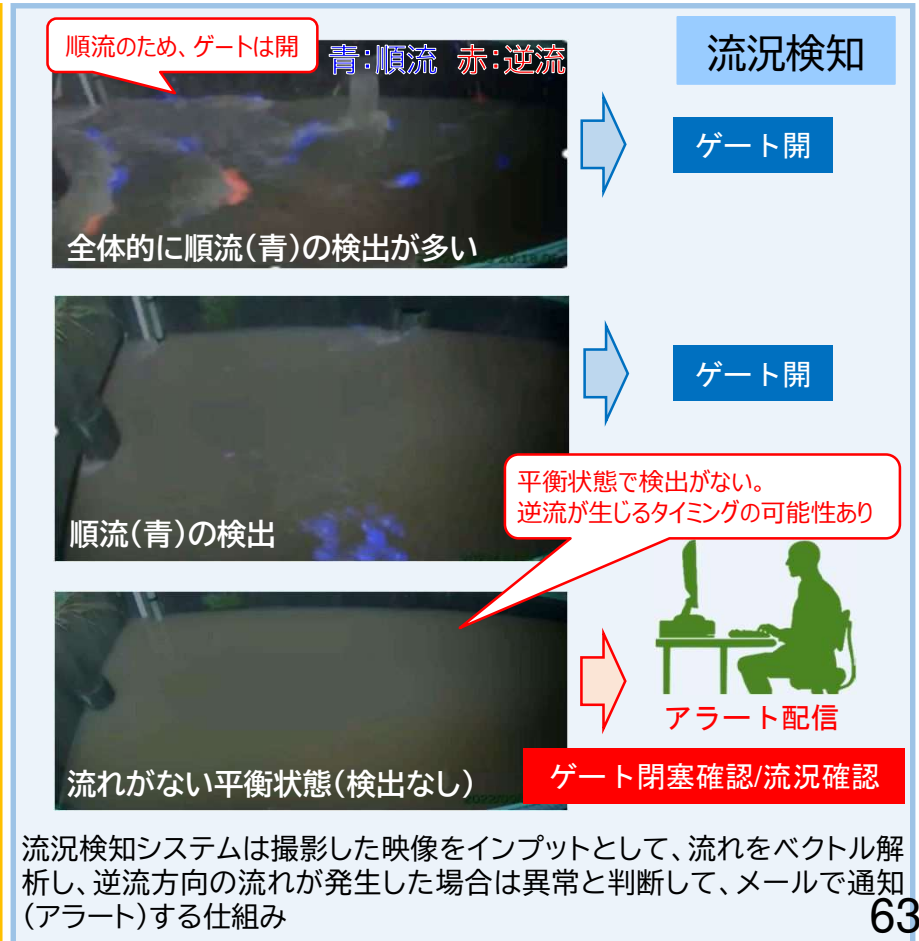 流況検知
順流のため、ゲートは開
青:順流 赤:逆流
ゲート開
全体的に順流(青)の検出が多い
ゲート開
順流(青)の検出
平衡状態で検出がない。
逆流が生じるタイミングの可能性あり
アラート配信
流れがない平衡状態(検出なし)
ゲート閉塞確認/流況確認
流況検知システムは撮影した映像をインプットとして、流れをベクトル解
析し、逆流方向の流れが発生した場合は異常と判断して、メールで通知
(アラート)する仕組み
63